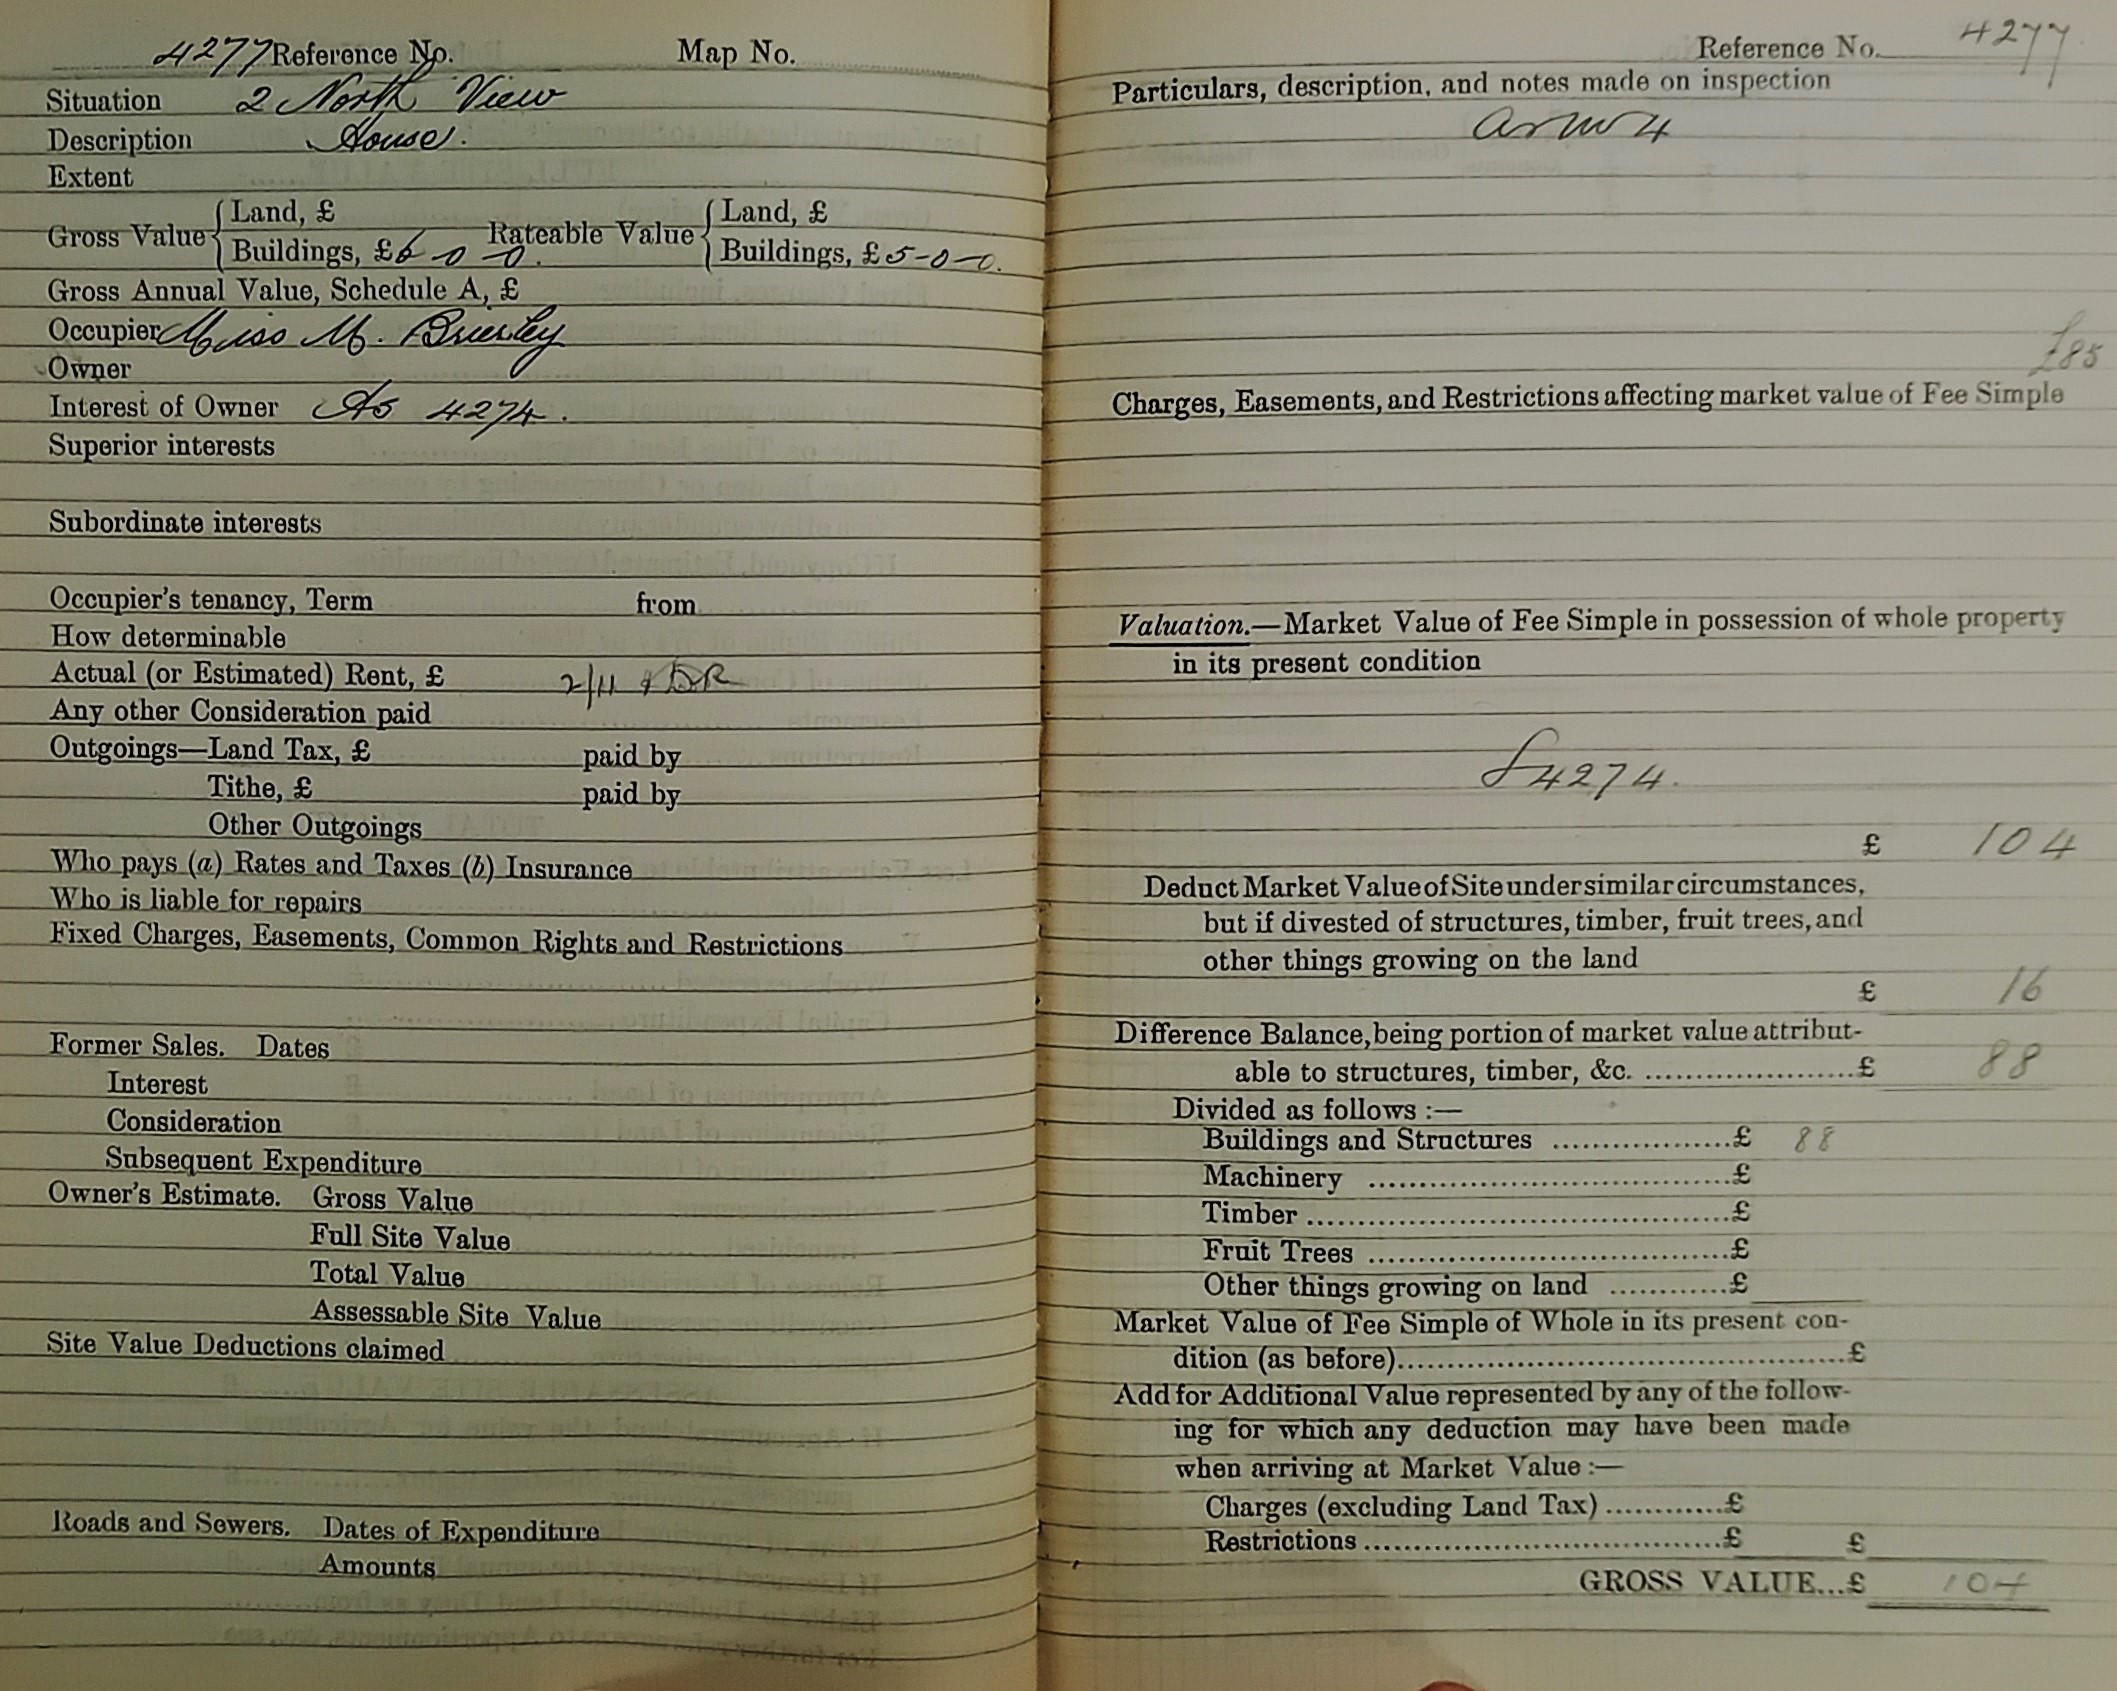 4277 Reference No. Map No.
Situation 2 North View
Description House.
Extent
Gross Value { Land, £ Rateable Value { Land, £
Buildings, £ 6-0-0. Buildings, £ 5-0-0.
Gross Annual Value, Schedule A, £
Occupier Miss M. Brierley
Owner
Interest of Owner As 4274.
Superior interests
Subordinate interests
Occupier's tenancy, Term from
How determinable
Actual (or Estimated) Rent, £ 2/11 & DR
Any other Consideration paid
Outgoings—Land Tax, £ paid by
Tithe, £ paid by
Other Outgoings
Who pays (a) Rates and Taxes (b) Insurance
Who is liable for repairs
Fixed Charges, Easements, Common Rights and Restrictions
Former Sales. Dates
Interest
Consideration
Subsequent Expenditure
Owner's Estimate. Gross Value
Full Site Value
Total Value
Assessable Site Value
Site Value Deductions claimed
Roads and Sewers. Dates of Expenditure
Amounts
Reference No. 4277
Particulars, description, and notes made on inspection
4
£85
Charges, Easements, and Restrictions affecting market value of Fee Simple
Valuation.—Market Value of Fee Simple in possession of whole property
in its present condition
4274.
£ 104
Deduct Market Value of Site under similar circumstances,
but if divested of structures, timber, fruit trees, and
other things growing on the land
£ 16
Difference Balance, being portion of market value attribut-
able to structures, timber, &c. ........................£ 88
Divided as follows :—
Buildings and Structures ...................£ 88
Machinery ......................................£
Timber .............................................£
Fruit Trees ......................................£
Other things growing on land ............£
Market Value of Fee Simple of Whole in its present con-
dition (as before)................................................£
Add for Additional Value represented by any of the follow-
ing for which any deduction may have been made
when arriving at Market Value :—
Charges (excluding Land Tax) ............£
Restrictions ......................................£ £
GROSS VALUE...£ 104